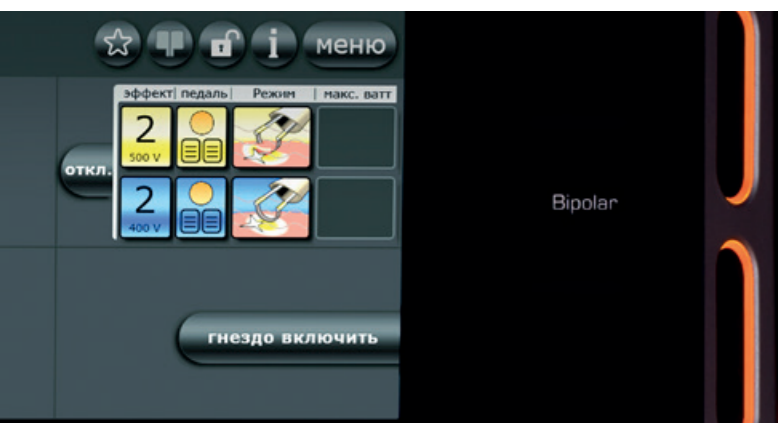 меню
эффект педаль Режим макс. ватт
2
500 V
откл.
2
400 V
Bipolar
гнездо включить